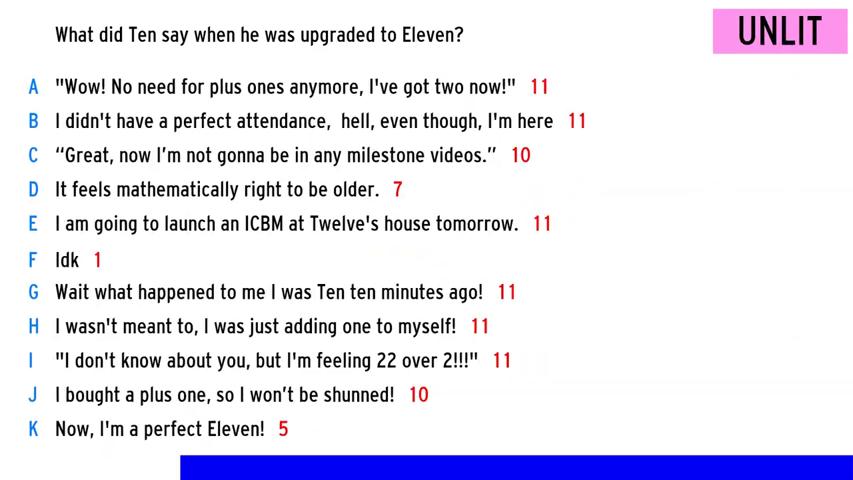 What did Ten say when he was upgraded to Eleven?
UNLIT
A "Wow! No need for plus ones anymore, I've got two now!" 11
B I didn't have a perfect attendance, hell, even though, I'm here 11
C “Great, now I’m not gonna be in any milestone videos.” 10
D It feels mathematically right to be older. 7
E I am going to launch an ICBM at Twelve's house tomorrow. 11
F Idk 1
G Wait what happened to me I was Ten ten minutes ago! 11
H I wasn't meant to, I was just adding one to myself! 11
I "I don't know about you, but I'm feeling 22 over 2!!!" 11
J I bought a plus one, so I won’t be shunned! 10
K Now, I'm a perfect Eleven! 5